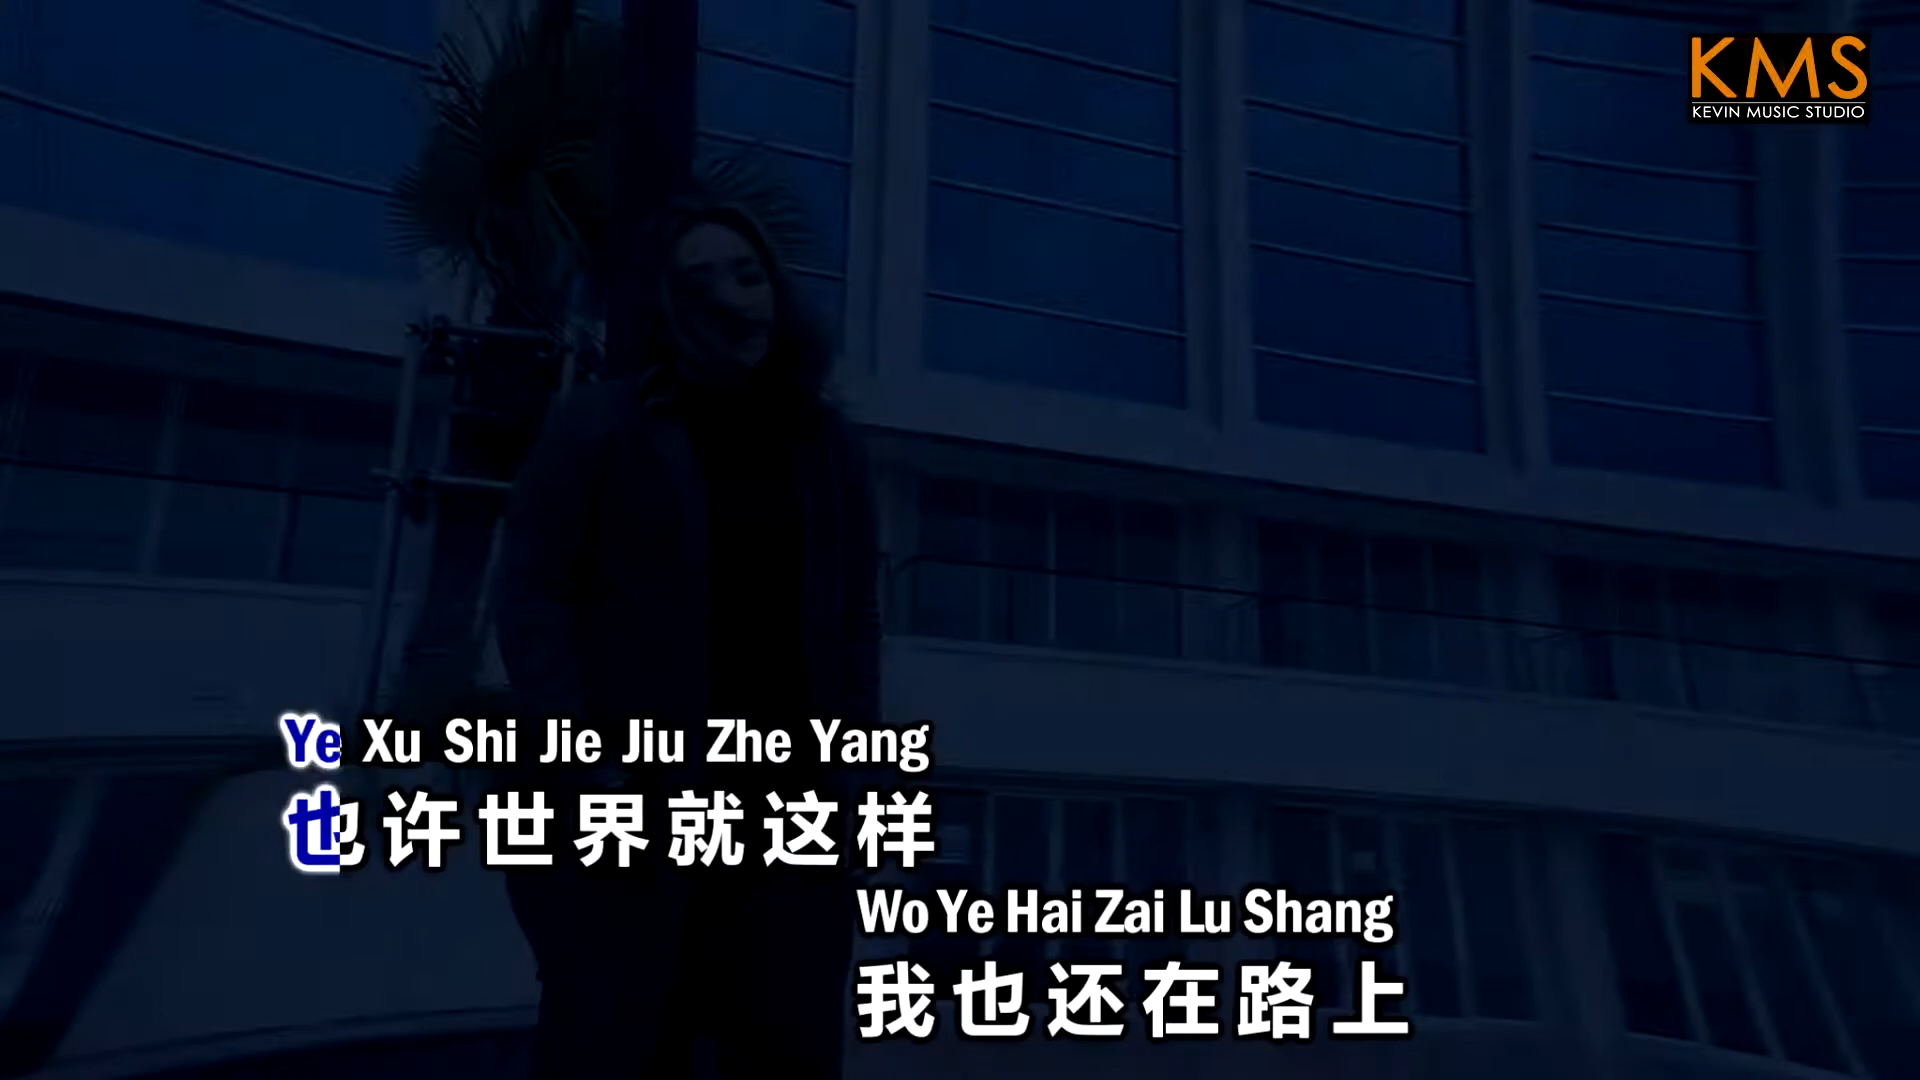 KMS
KEVIN MUSIC STUDIO
Ye Xu Shi Jie Jiu Zhe Yang
也许世界就这样
Wo Ye Hai Zai Lu Shang
我也还在路上